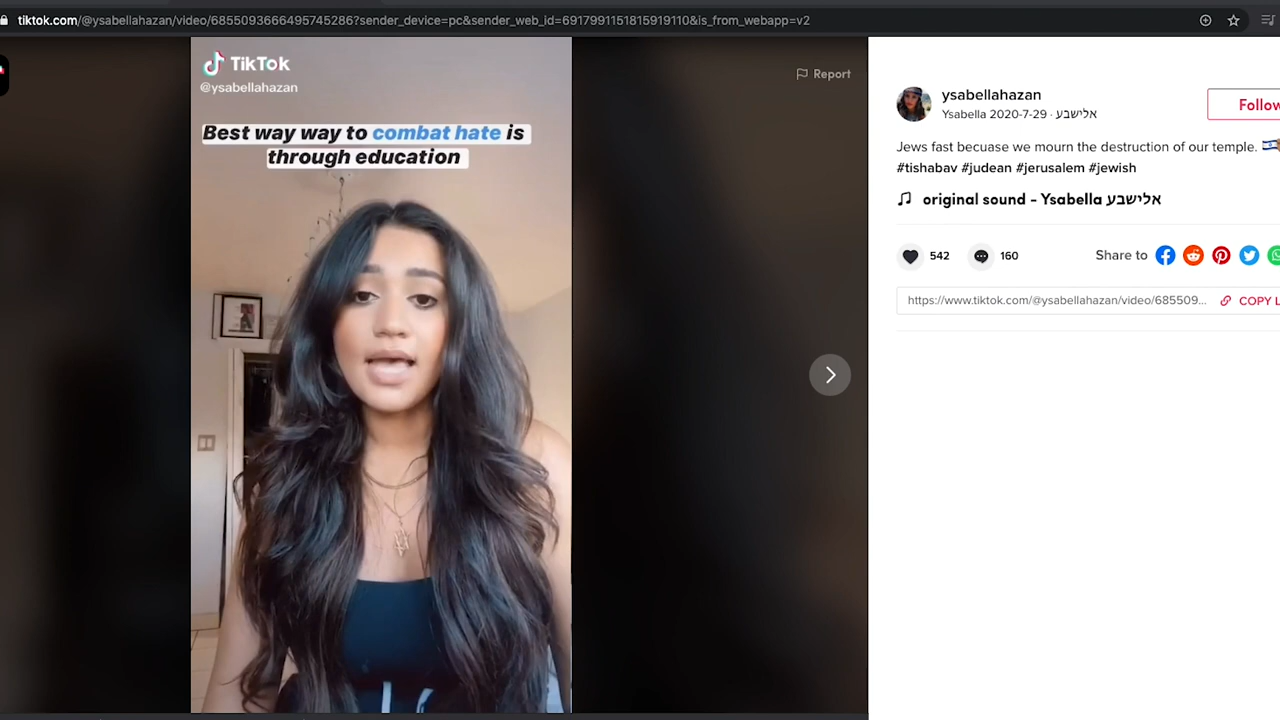 tiktok.com/@ysabellahazan/video/6855093666495745286?sender_device=pc&sender_web_id=6917991151815919110&is_from_webapp=v2
TikTok
@ysabellahazan
Report
Best way way to combat hate is
through education
ysabellahazan
Ysabella אלישבע · 2020-7-29
Follow
Jews fast becuase we mourn the destruction of our temple.
#tishabav #judean #jerusalem #jewish
original sound - Ysabella אלישבע
542
160
Share to
https://www.tiktok.com/@ysabellahazan/video/685509...
COPY L